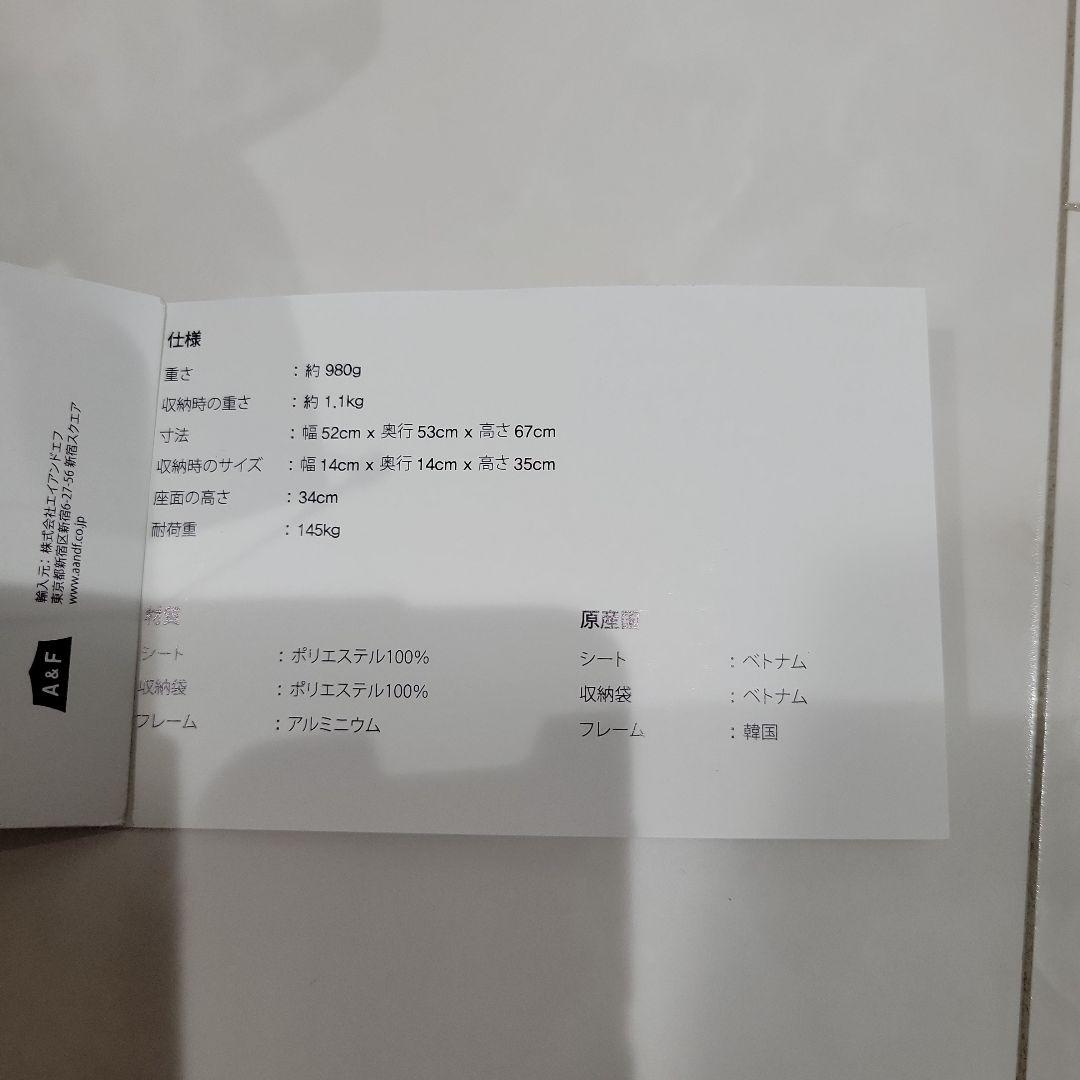 輸入元：株式会社エイアンドエフ
東京都新宿区新宿6-27-56 新宿スクエア
www.aandf.co.jp
A&F
仕様
重さ ：約 980g
収納時の重さ ：約 1.1kg
寸法 ：幅 52cm x 奥行 53cm x 高さ 67cm
収納時のサイズ ：幅 14cm x 奥行 14cm x 高さ 35cm
座面の高さ ：34cm
耐荷重 ：145kg
材質
シート ：ポリエステル100%
収納袋 ：ポリエステル100%
フレーム ：アルミニウム
原産国
シート ：ベトナム
収納袋 ：ベトナム
フレーム ：韓国